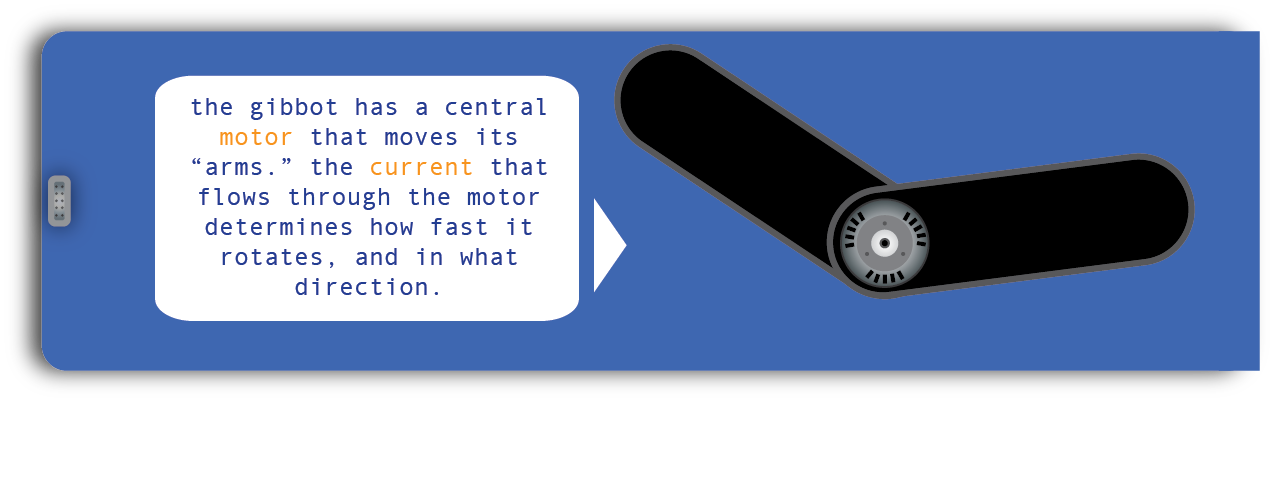 the gibbot has a central
motor that moves its
“arms.” the current that
flows through the motor
determines how fast it
rotates, and in what
direction.